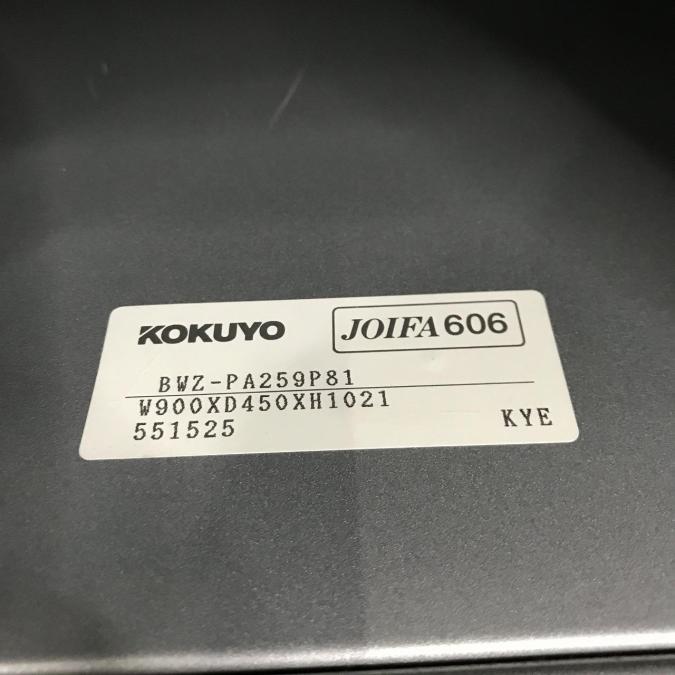 KOKUYO JOIFA606
BWZ-PA259P81
W900XD450XH1021
551525 KYE